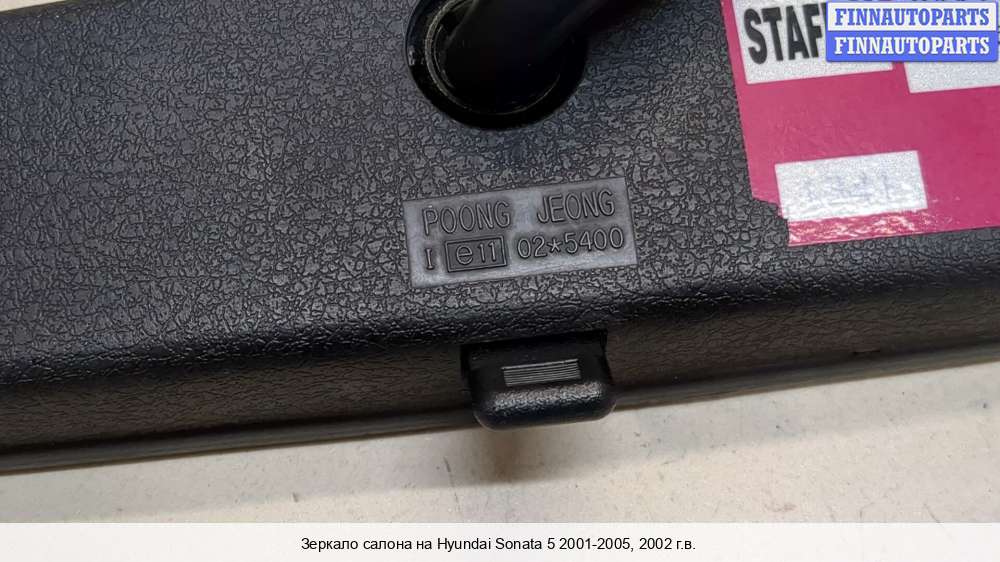 STAF
FINNAUTOPARTS
FINNAUTOPARTS
POONG JEONG
I e11 02*5400
Зеркало салона на Hyundai Sonata 5 2001-2005, 2002 г.в.